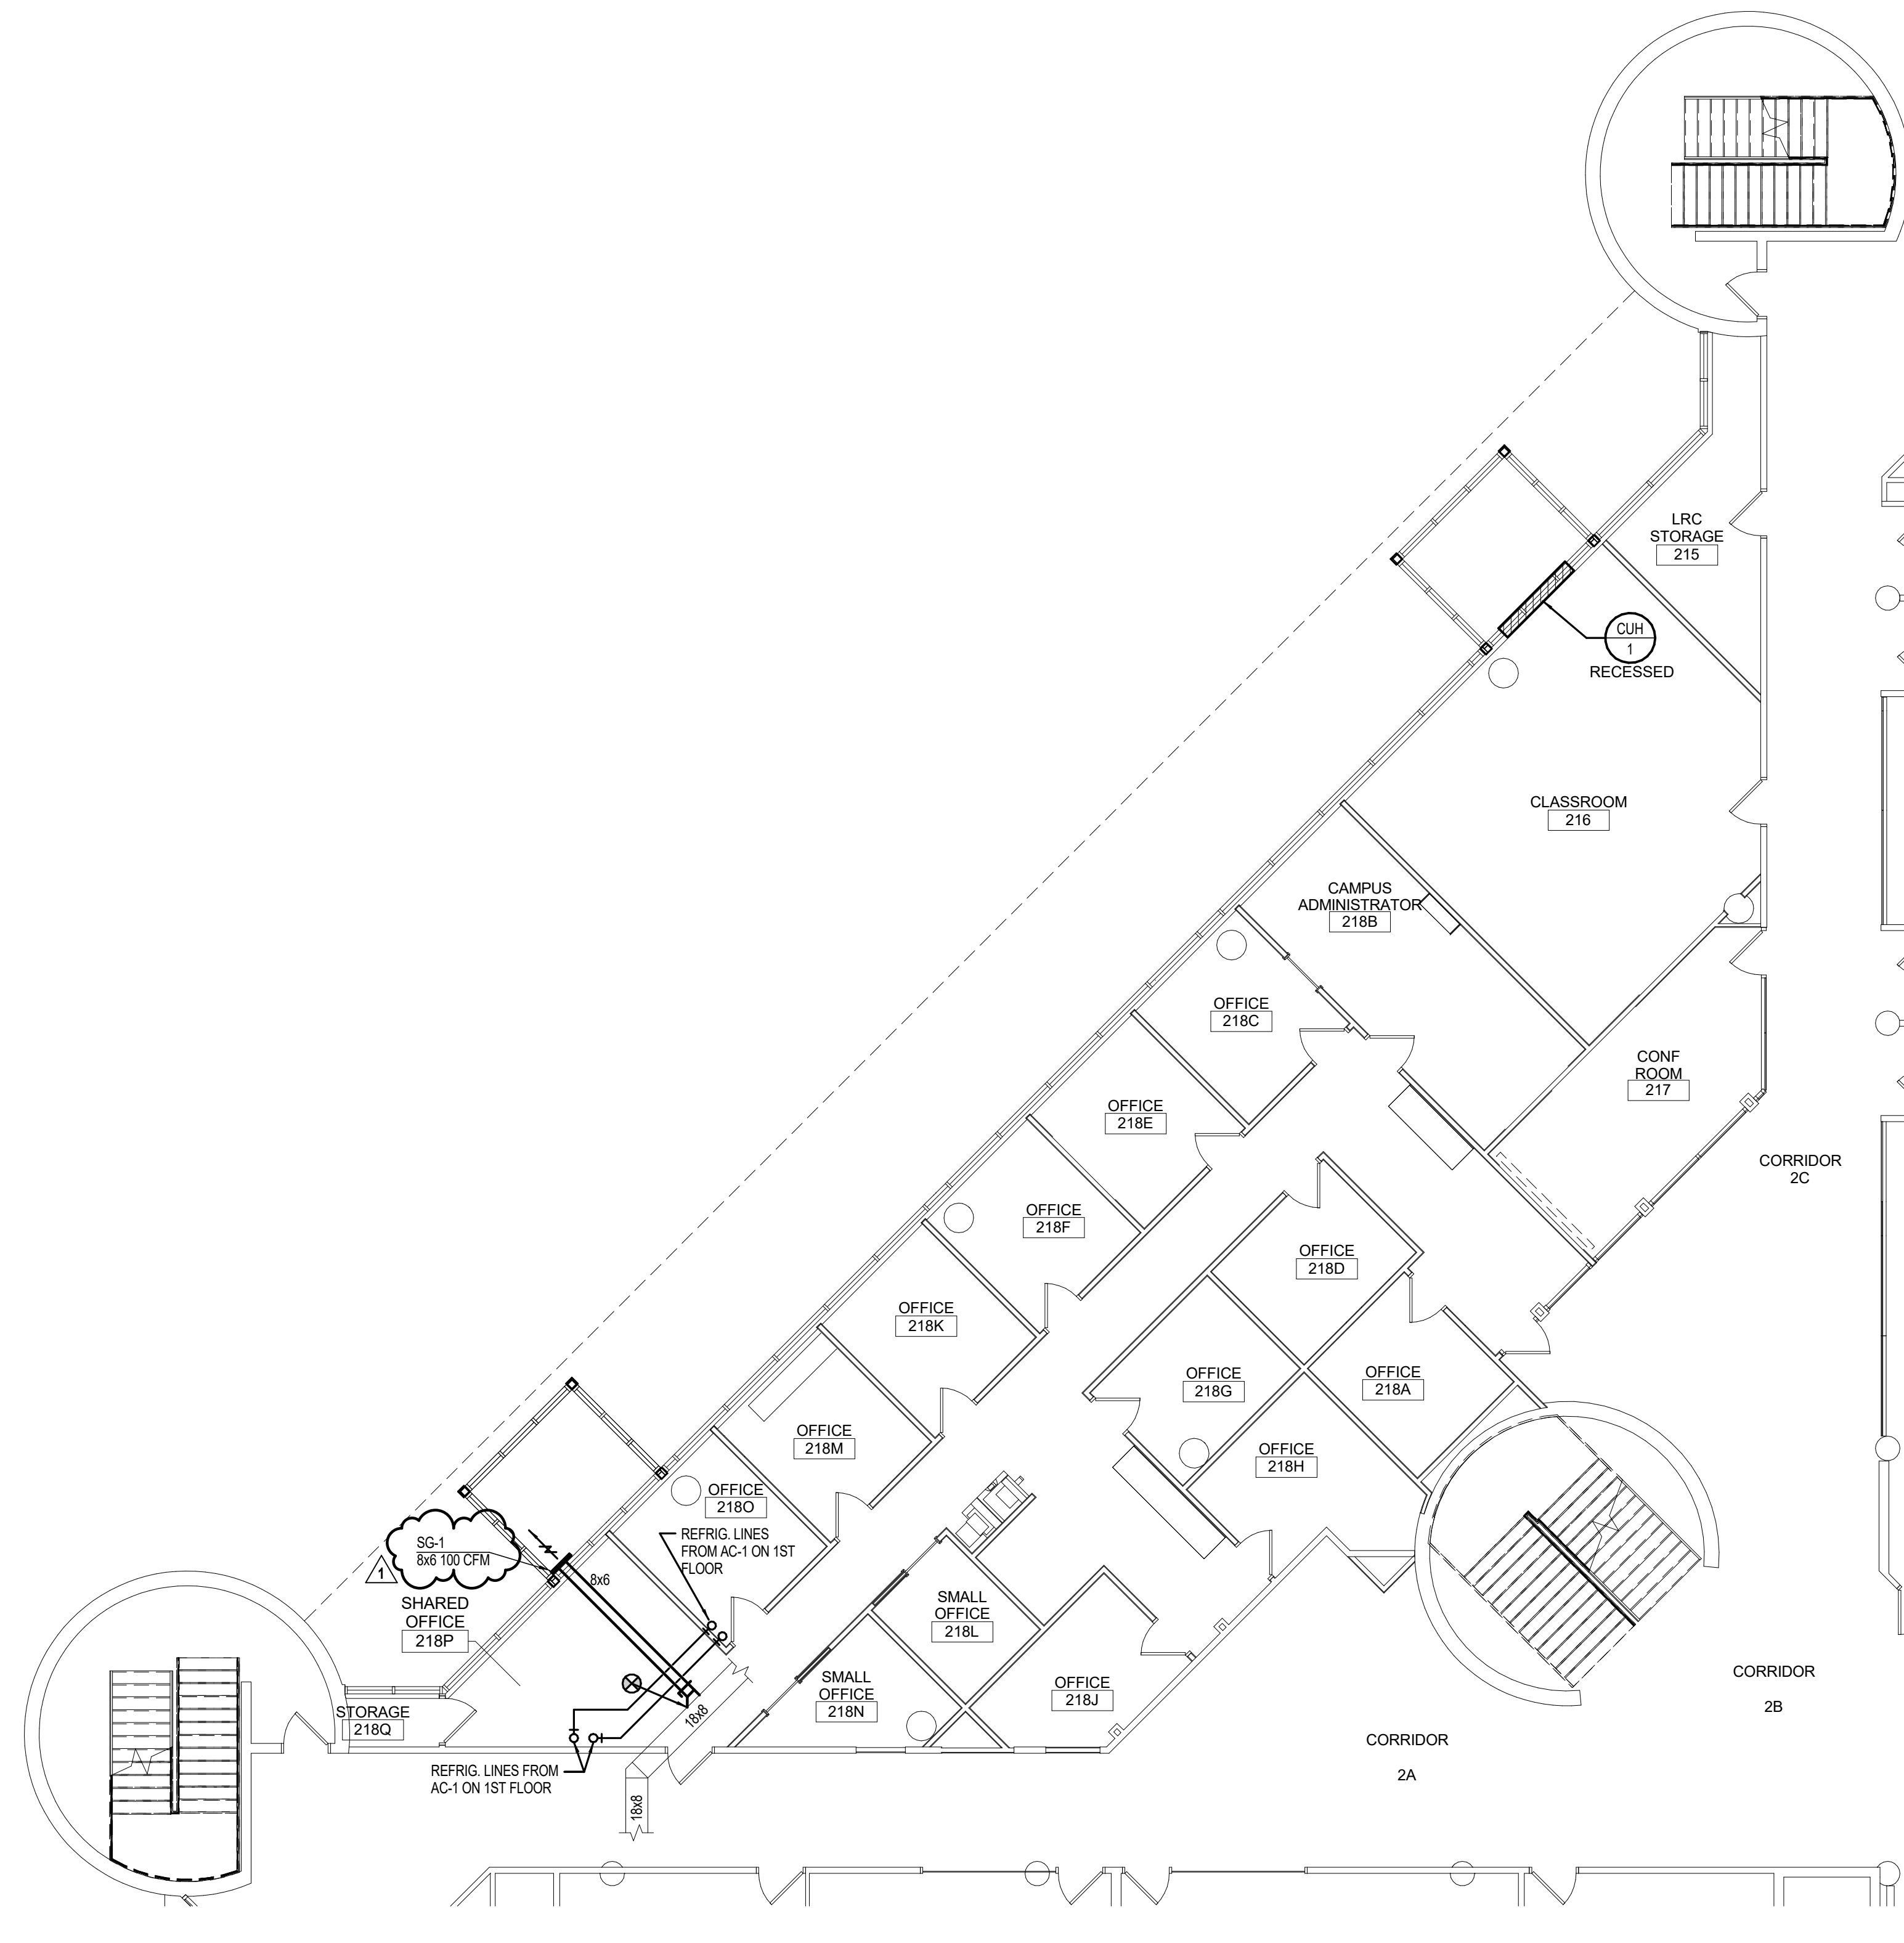 LRC
STORAGE
215
CUH
1
RECESSED
CLASSROOM
216
CAMPUS
ADMINISTRATOR
218B
OFFICE
218C
CONF
ROOM
217
OFFICE
218E
CORRIDOR
2C
OFFICE
218F
OFFICE
218D
OFFICE
218K
OFFICE
218G
OFFICE
218A
OFFICE
218M
OFFICE
218H
OFFICE
218O
REFRIG. LINES
FROM AC-1 ON 1ST
FLOOR
SG-1
8x6 100 CFM
1
8x6
SHARED
OFFICE
218P
SMALL
OFFICE
218L
SMALL
OFFICE
218N
OFFICE
218J
CORRIDOR
2B
STORAGE
218Q
18x8
CORRIDOR
2A
REFRIG. LINES FROM
AC-1 ON 1ST FLOOR
18x8